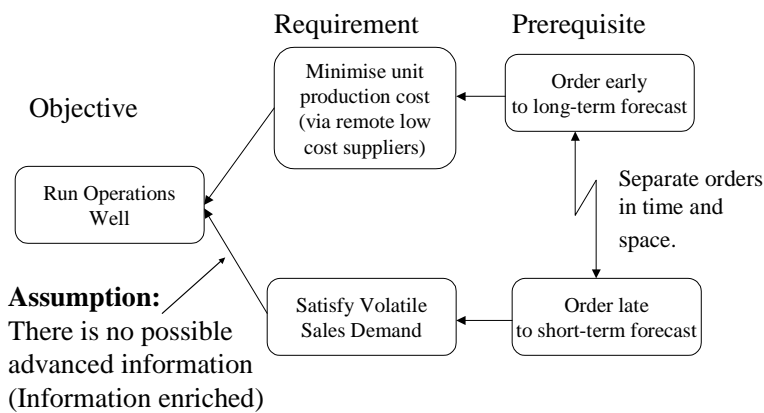 Requirement
Prerequisite
Objective
Minimise unit
production cost
(via remote low
cost suppliers)
Order early
to long-term forecast
Run Operations
Well
Separate orders
in time and
space.
Assumption:
There is no possible
advanced information
(Information enriched)
Satisfy Volatile
Sales Demand
Order late
to short-term forecast